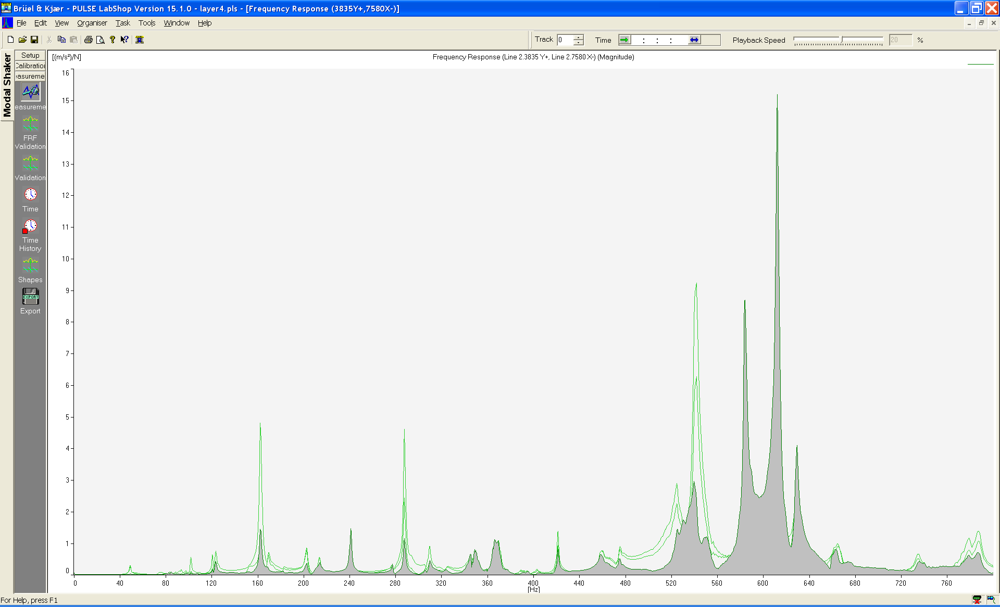 Brüel & Kjær - PULSE LabShop Version 15.1.0 - layer4.pls - [Frequency Response (3835Y+,7580X-)]
File Edit View Organiser Task Tools Window Help
Track 0 Time : : : Playback Speed 20 %
Modal Shaker
Setup
Calibration
easureme
easureme
FRF
Validation
Validation
Time
Time
History
Shapes
EXPORT
Export
[(m/s²)/N]
Frequency Response (Line 2.3835 Y+, Line 2.7580 X-) (Magnitude)
16
15
14
13
12
11
10
9
8
7
6
5
4
3
2
1
0
0 40 80 120 160 200 240 280 320 360 400 440 480 520 560 600 640 680 720 760
[Hz]
For Help, press F1